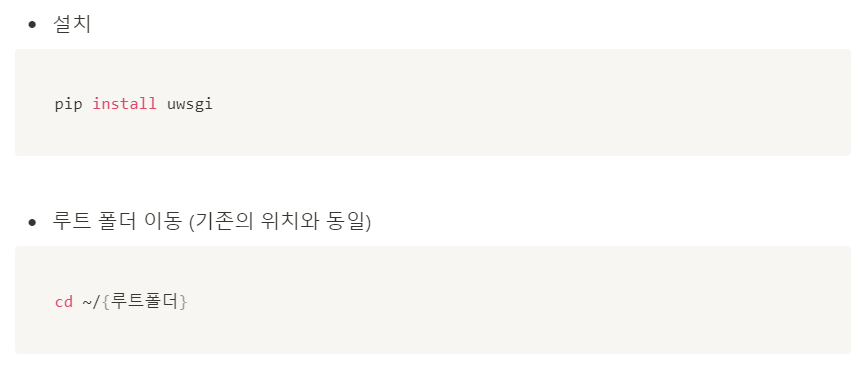 설치
pip install uwsgi
루트 폴더 이동 (기존의 위치와 동일)
cd ~/{루트폴더}